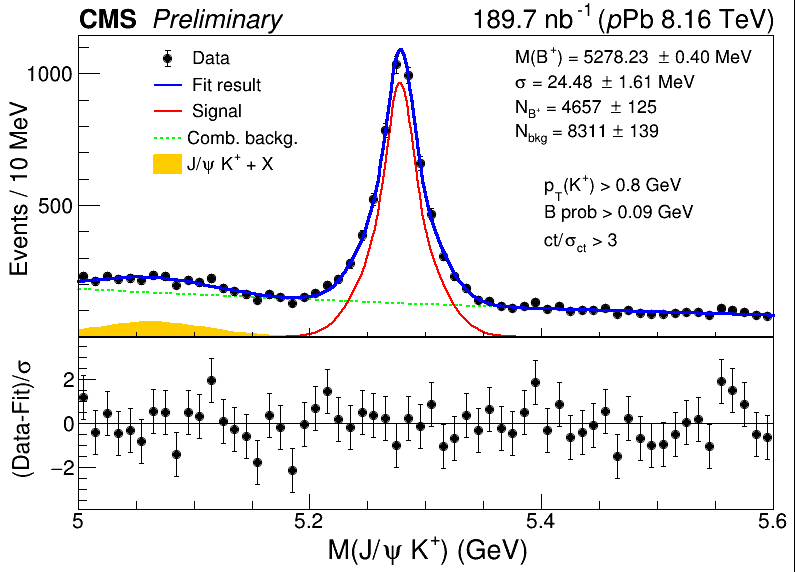 CMS Preliminary 189.7 nb⁻¹ (pPb 8.16 TeV)
Events / 10 MeV
1000
500
Data
Fit result
Signal
Comb. backg.
J/ψ K⁺ + X
M(B⁺) = 5278.23 ± 0.40 MeV
σ = 24.48 ± 1.61 MeV
N_B⁺ = 4657 ± 125
N_bkg = 8311 ± 139
p_T(K⁺) > 0.8 GeV
B prob > 0.09 GeV
ct/σ_ct > 3
(Data-Fit)/σ
2
0
−2
5 5.2 5.4 5.6
M(J/ψ K⁺) (GeV)